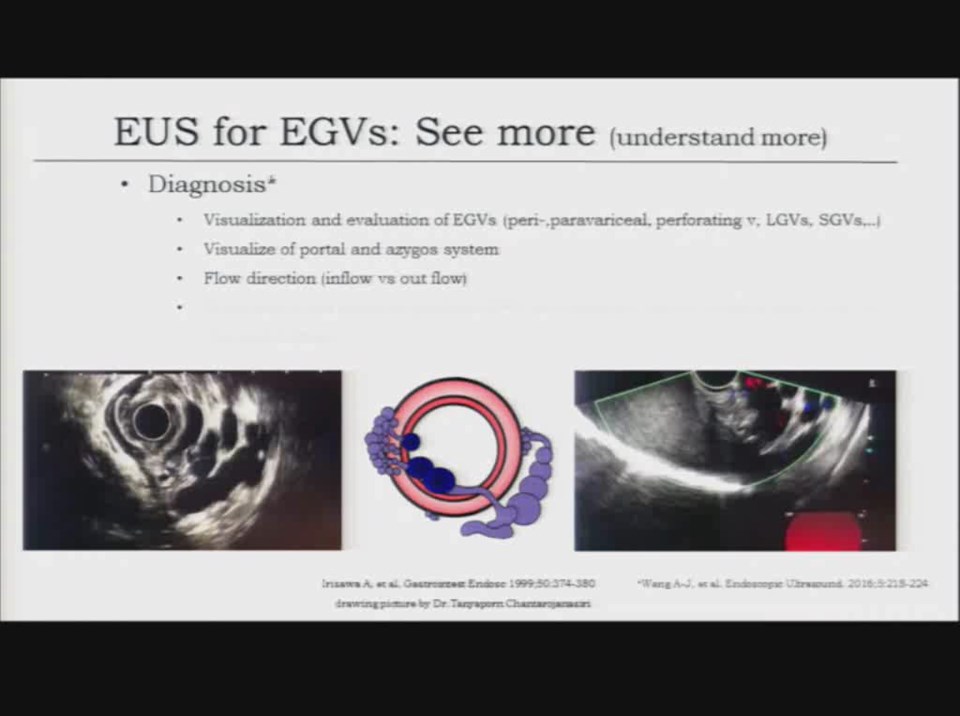 EUS for EGVs: See more (understand more)
• Diagnosis*
• Visualization and evaluation of EGVs (peri-,paravariceal, perforating v, LGVs, SGVs,..)
• Visualize of portal and azygos system
• Flow direction (inflow vs out flow)
•
Irisawa A, et al. Gastrointest Endosc 1999;50:374-380
*Wang A-J, et al. Endoscopic Ultrasound. 2016;5:218-224
drawing picture by Dr. Tanyaporn Chantarojanasiri